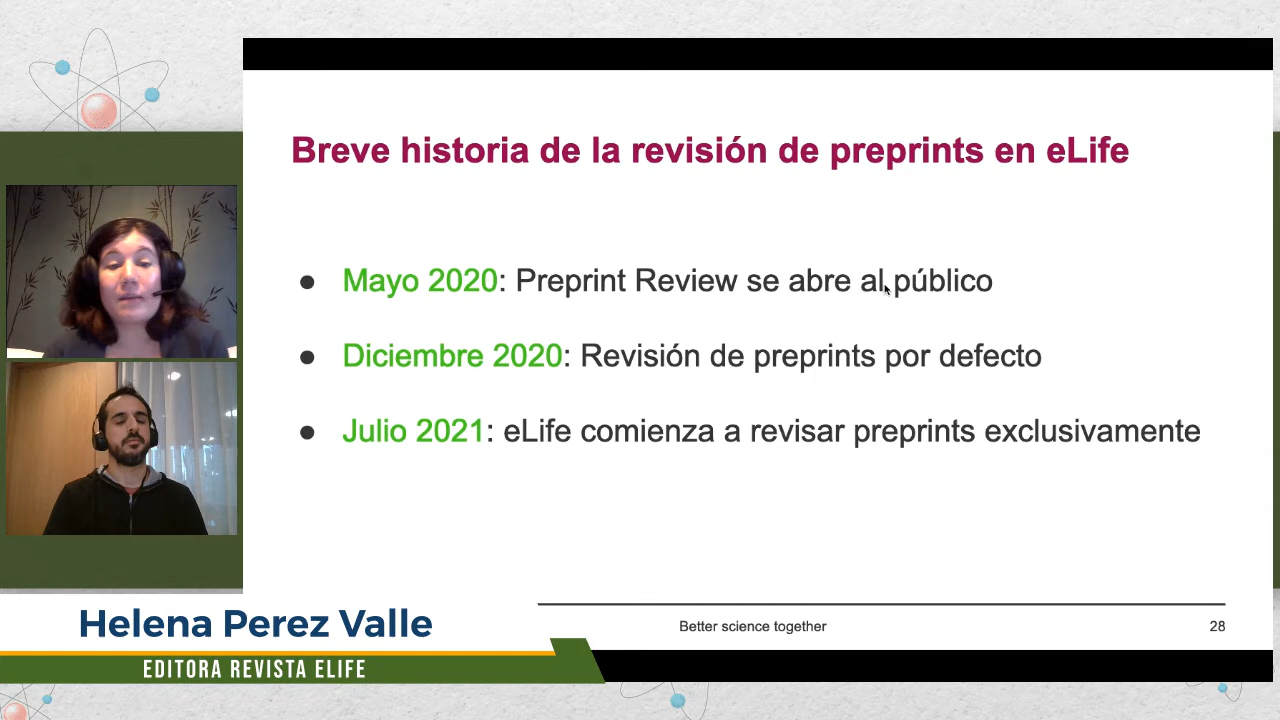 Breve historia de la revisión de preprints en eLife
● Mayo 2020: Preprint Review se abre al público
● Diciembre 2020: Revisión de preprints por defecto
● Julio 2021: eLife comienza a revisar preprints exclusivamente
Better science together
28
Helena Perez Valle
EDITORA REVISTA ELIFE